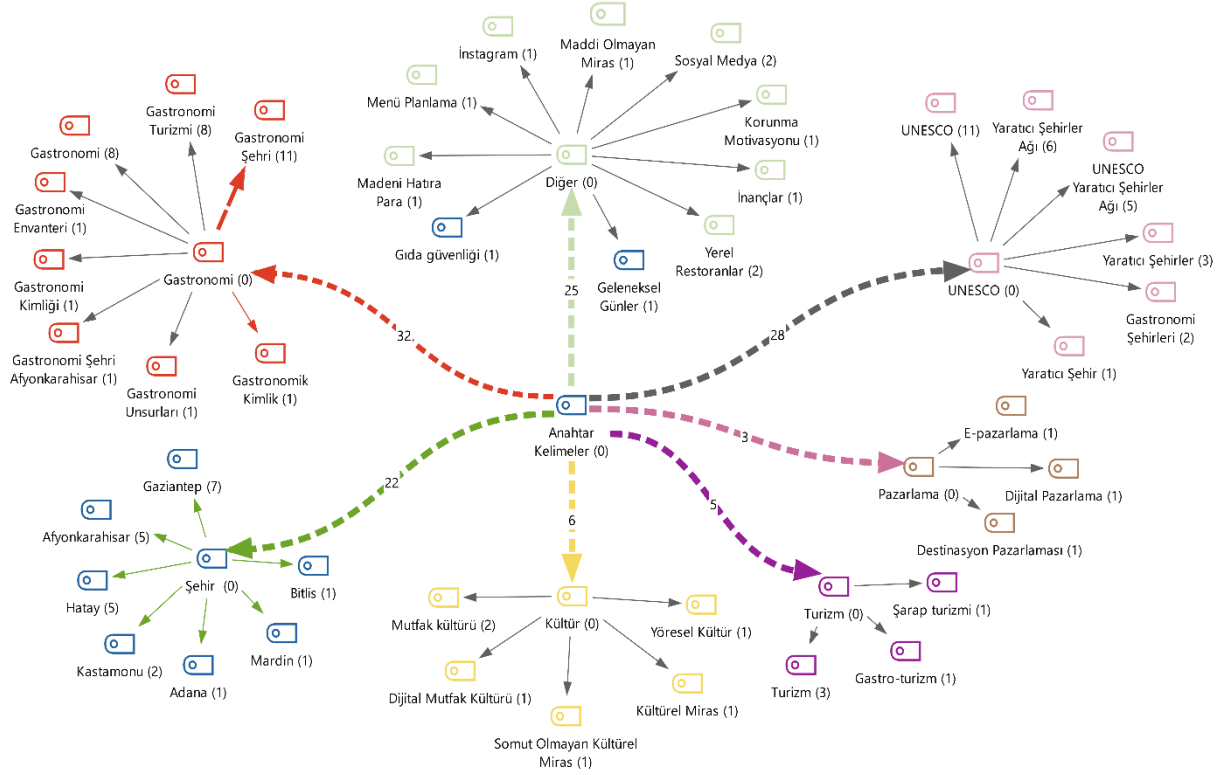 İnstagram (1)
Maddi Olmayan
Miras (1)
Sosyal Medya (2)
Menü Planlama (1)
Korunma
Motivasyonu (1)
Madeni Hatıra
Para (1)
Diğer (0)
İnançlar (1)
Gıda güvenliği (1)
Geleneksel
Günler (1)
Yerel
Restoranlar (2)
25
Gastronomi
Turizmi (8)
Gastronomi
Şehri (11)
Gastronomi (8)
Gastronomi
Envanteri (1)
Gastronomi
Kimliği (1)
Gastronomi (0)
Gastronomi Şehri
Afyonkarahisar (1)
Gastronomi
Unsurları (1)
Gastronomik
Kimlik (1)
32
UNESCO (11)
Yaratıcı Şehirler
Ağı (6)
UNESCO
Yaratıcı Şehirler
Ağı (5)
Yaratıcı Şehirler (3)
UNESCO (0)
Gastronomi
Şehirleri (2)
Yaratıcı Şehir (1)
28
Anahtar
Kelimeler (0)
3
E-pazarlama (1)
Pazarlama (0)
Dijital Pazarlama (1)
Destinasyon Pazarlaması (1)
22
Gaziantep (7)
Afyonkarahisar (5)
Şehir (0)
Bitlis (1)
Hatay (5)
Kastamonu (2)
Adana (1)
Mardin (1)
6
Mutfak kültürü (2)
Kültür (0)
Yöresel Kültür (1)
Dijital Mutfak Kültürü (1)
Kültürel Miras (1)
Somut Olmayan Kültürel
Miras (1)
5
Turizm (0)
Şarap turizmi (1)
Turizm (3)
Gastro-turizm (1)